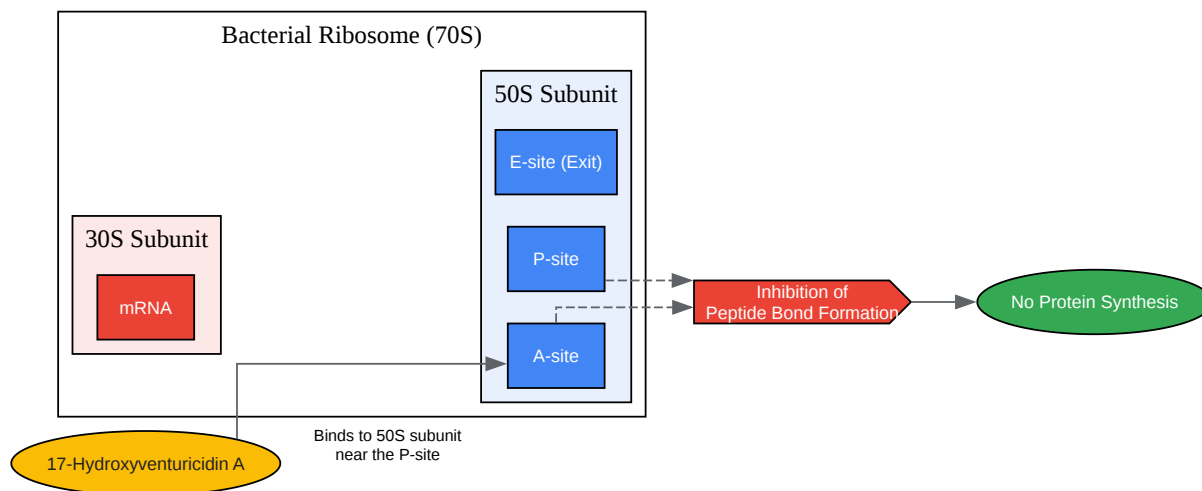 Bacterial Ribosome (70S)
50S Subunit
E-site (Exit)
30S Subunit
P-site
mRNA
Inhibition of
Peptide Bond Formation
No Protein Synthesis
A-site
Binds to 50S subunit
near the P-site
17-Hydroxyventuricidin A